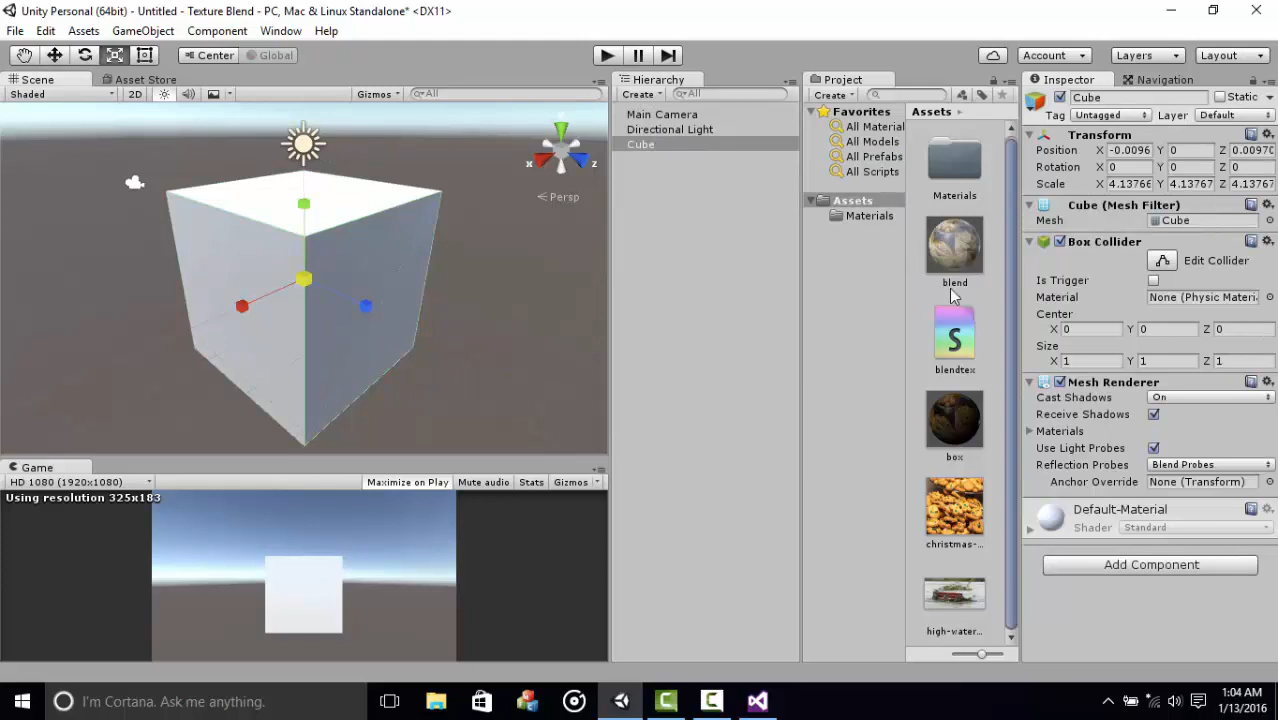 Unity Personal (64bit) - Untitled - Texture Blend - PC, Mac & Linux Standalone* <DX11>
File Edit Assets GameObject Component Window Help
Center Global Account Layers Layout
Scene Asset Store
Shaded 2D Gizmos All
x z
Persp
Game
HD 1080 (1920x1080) Maximize on Play Mute audio Stats Gizmos
Using resolution 325x183
Hierarchy
Create All
Main Camera
Directional Light
Cube
Project
Create
Favorites
All Material
All Models
All Prefabs
All Scripts
Assets
Materials
Assets
Materials
blend
S
blendtex
box
christmas-...
high-water...
Inspector Navigation
Cube Static
Tag Untagged Layer Default
Transform
Position X -0.0096 Y 0 Z 0.00970
Rotation X 0 Y 0 Z 0
Scale X 4.13766 Y 4.13767 Z 4.13767
Cube (Mesh Filter)
Mesh Cube
Box Collider
Edit Collider
Is Trigger
Material None (Physic Materi
Center
X 0 Y 0 Z 0
Size
X 1 Y 1 Z 1
Mesh Renderer
Cast Shadows On
Receive Shadows
Materials
Use Light Probes
Reflection Probes Blend Probes
Anchor Override None (Transform)
Default-Material
Shader Standard
Add Component
I'm Cortana. Ask me anything.
1:04 AM
1/13/2016